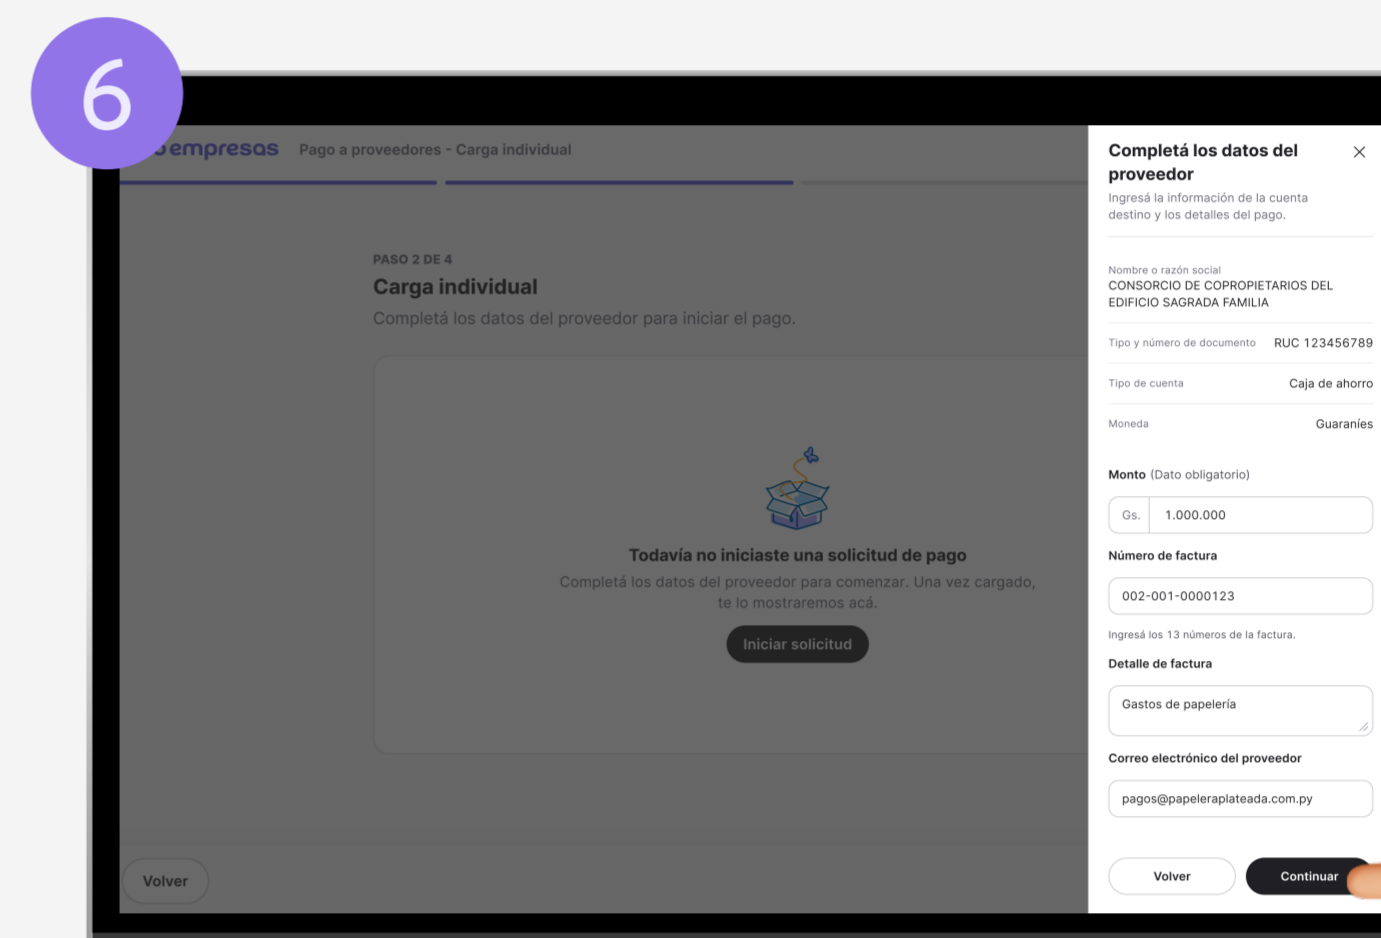 6
empresas
Pago a proveedores - Carga individual
PASO 2 DE 4
Carga individual
Completá los datos del proveedor para iniciar el pago.
Todavía no iniciaste una solicitud de pago
Completá los datos del proveedor para comenzar. Una vez cargado,
te lo mostraremos acá.
Iniciar solicitud
Volver
Completá los datos del
proveedor
Ingresá la información de la cuenta
destino y los detalles del pago.
Nombre o razón social
CONSORCIO DE COPROPIETARIOS DEL
EDIFICIO SAGRADA FAMILIA
Tipo y número de documento RUC 123456789
Tipo de cuenta Caja de ahorro
Moneda Guaraníes
Monto (Dato obligatorio)
Gs. 1.000.000
Número de factura
002-001-0000123
Ingresá los 13 números de la factura.
Detalle de factura
Gastos de papelería
Correo electrónico del proveedor
pagos@papeleraplateada.com.py
Volver Continuar